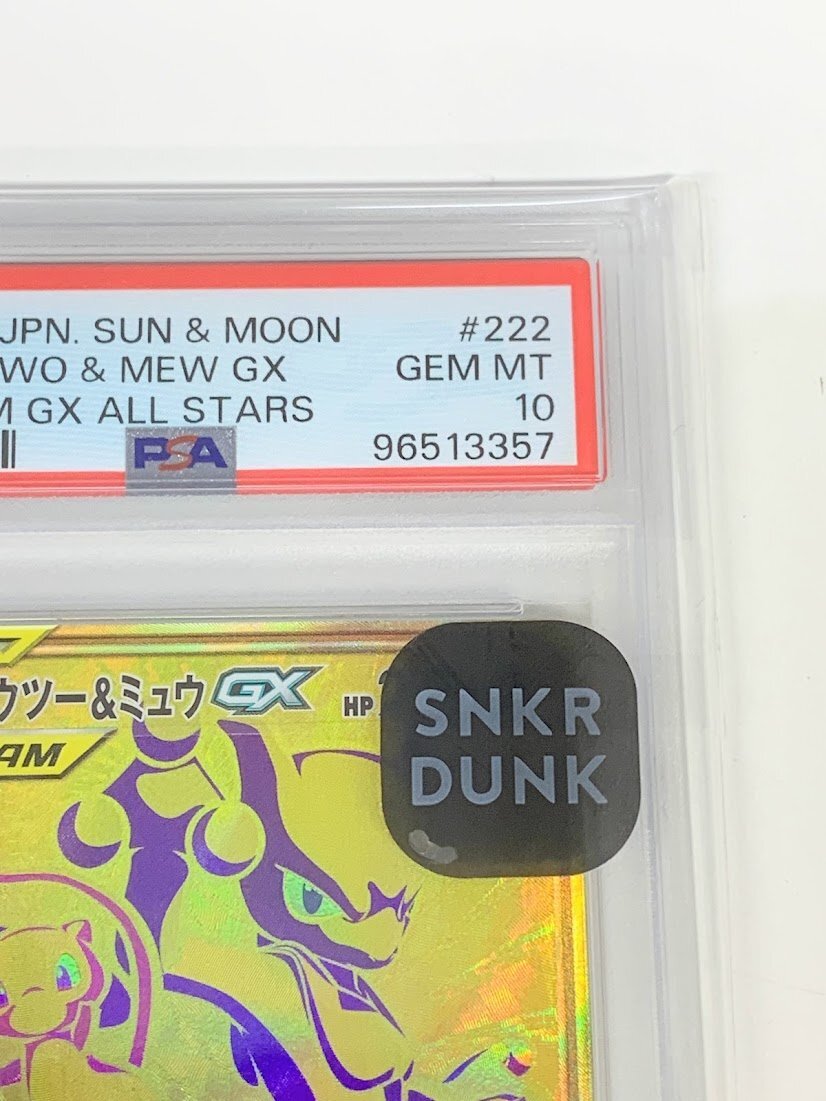 JPN. SUN & MOON #222
WO & MEW GX GEM MT
M GX ALL STARS 10
PSA 96513357
ウツー&ミュウGX HP
AM
SNKR
DUNK